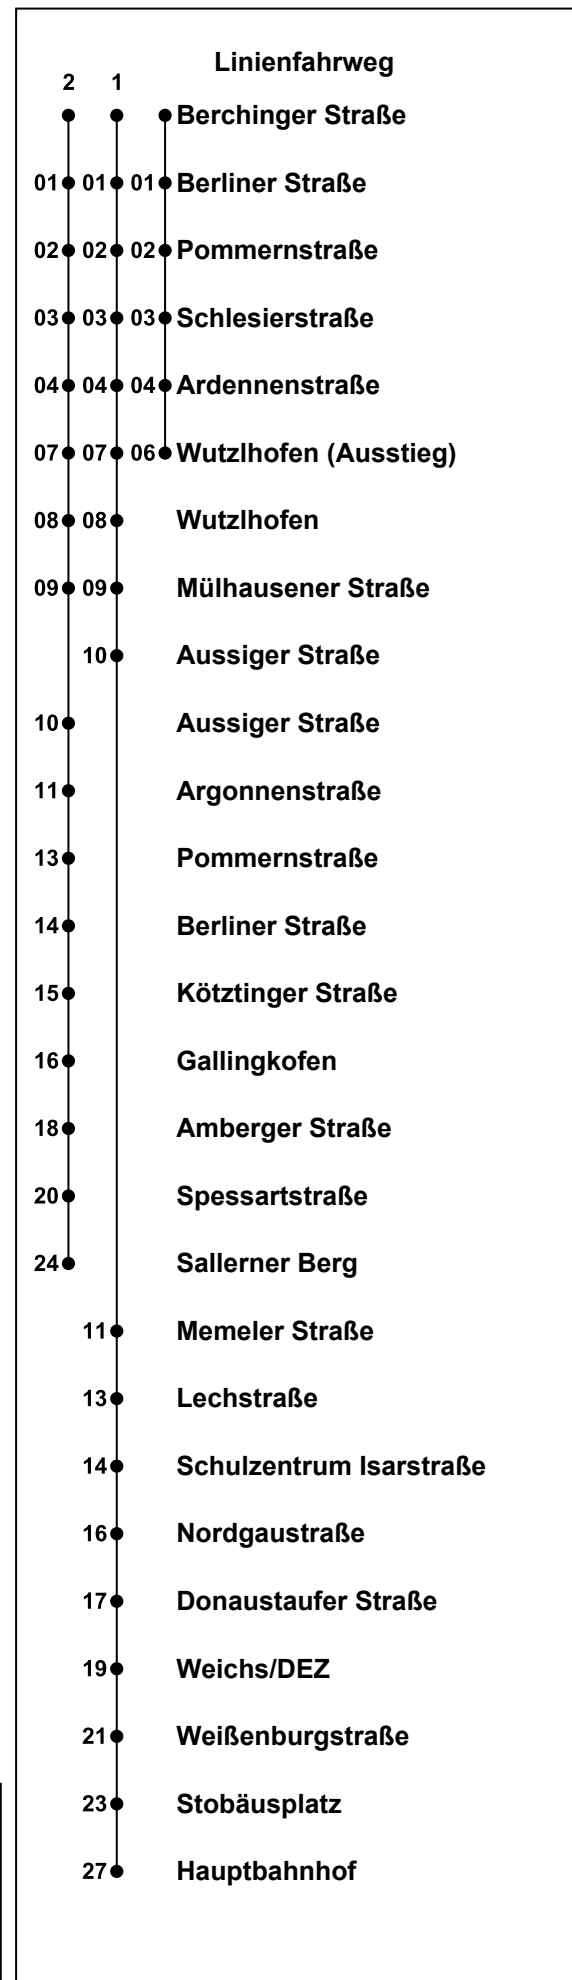 Linienfahrweg
2 1
Berchinger Straße
01 01 01 Berliner Straße
02 02 02 Pommernstraße
03 03 03 Schlesierstraße
04 04 04 Ardennenstraße
07 07 06 Wutzlhofen (Ausstieg)
08 08 Wutzlhofen
09 09 Mülhausener Straße
10 Aussiger Straße
10 Aussiger Straße
11 Argonnenstraße
13 Pommernstraße
14 Berliner Straße
15 Kötztinger Straße
16 Gallingkofen
18 Amberger Straße
20 Spessartstraße
24 Sallerner Berg
11 Memeler Straße
13 Lechstraße
14 Schulzentrum Isarstraße
16 Nordgaustraße
17 Donaustaufer Straße
19 Weichs/DEZ
21 Weißenburgstraße
23 Stobäusplatz
27 Hauptbahnhof